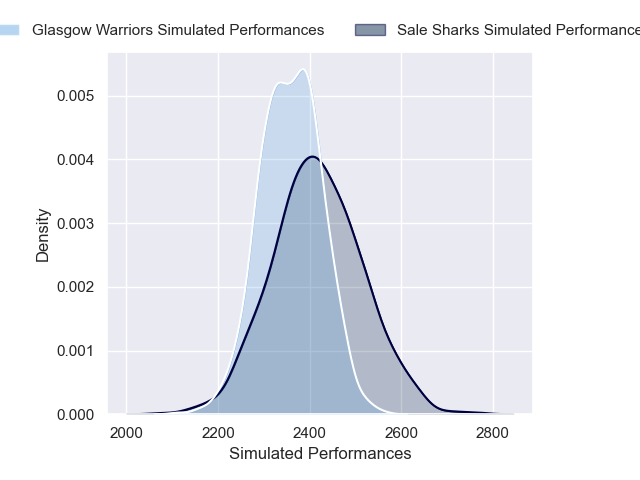 Glasgow Warriors Simulated Performances
Sale Sharks Simulated Performance
Density
0.005
0.004
0.003
0.002
0.001
0.000
2000 2200 2400 2600 2800
Simulated Performances